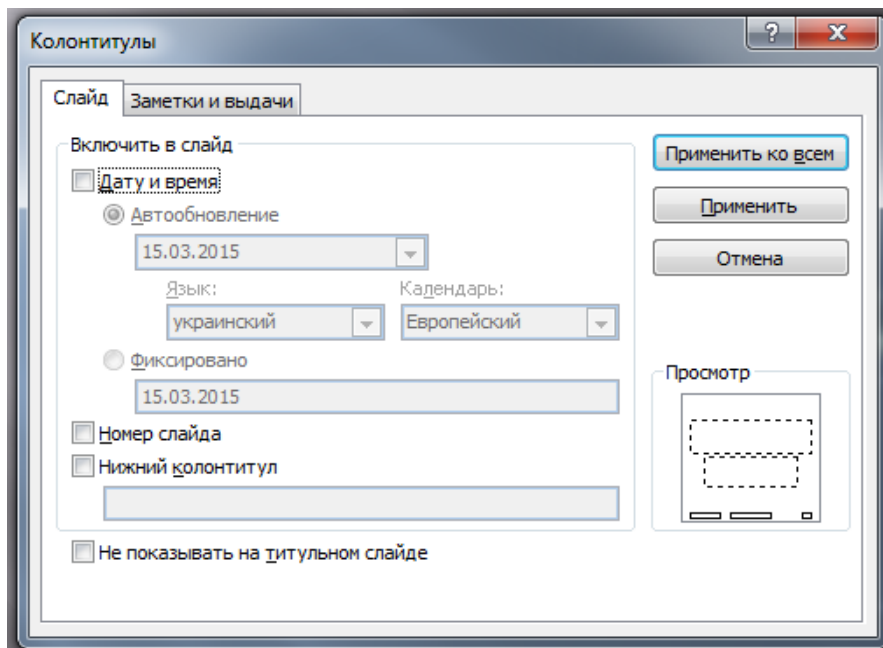 Колонтитулы
Слайд Заметки и выдачи
Включить в слайд
Дату и время
Автообновление
15.03.2015
Язык: Календарь:
украинский Европейский
Фиксировано
15.03.2015
Номер слайда
Нижний колонтитул
Не показывать на титульном слайде
Применить ко всем
Применить
Отмена
Просмотр